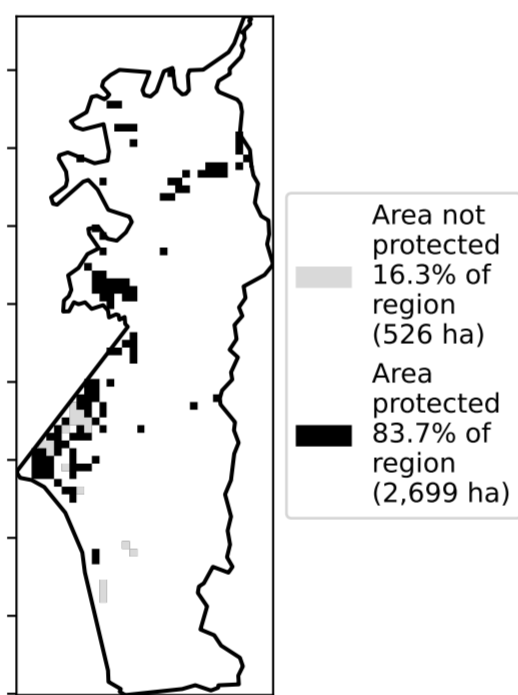 Area not
protected
16.3% of
region
(526 ha)
Area
protected
83.7% of
region
(2,699 ha)